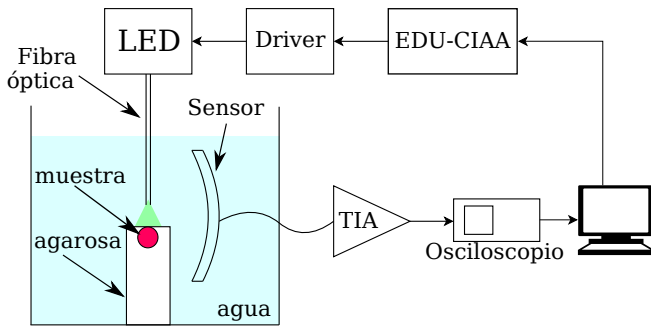 LED
Driver
EDU-CIAA
Fibra
óptica
Sensor
muestra
TIA
agarosa
Osciloscopio
agua